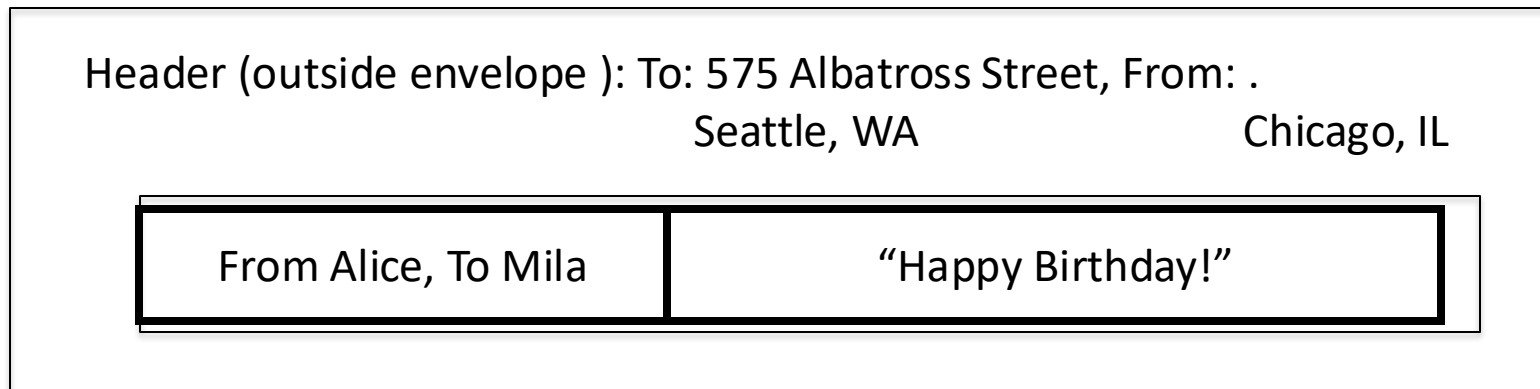 Header (outside envelope ): To: 575 Albatross Street, From: .
Seattle, WA Chicago, IL
From Alice, To Mila “Happy Birthday!”